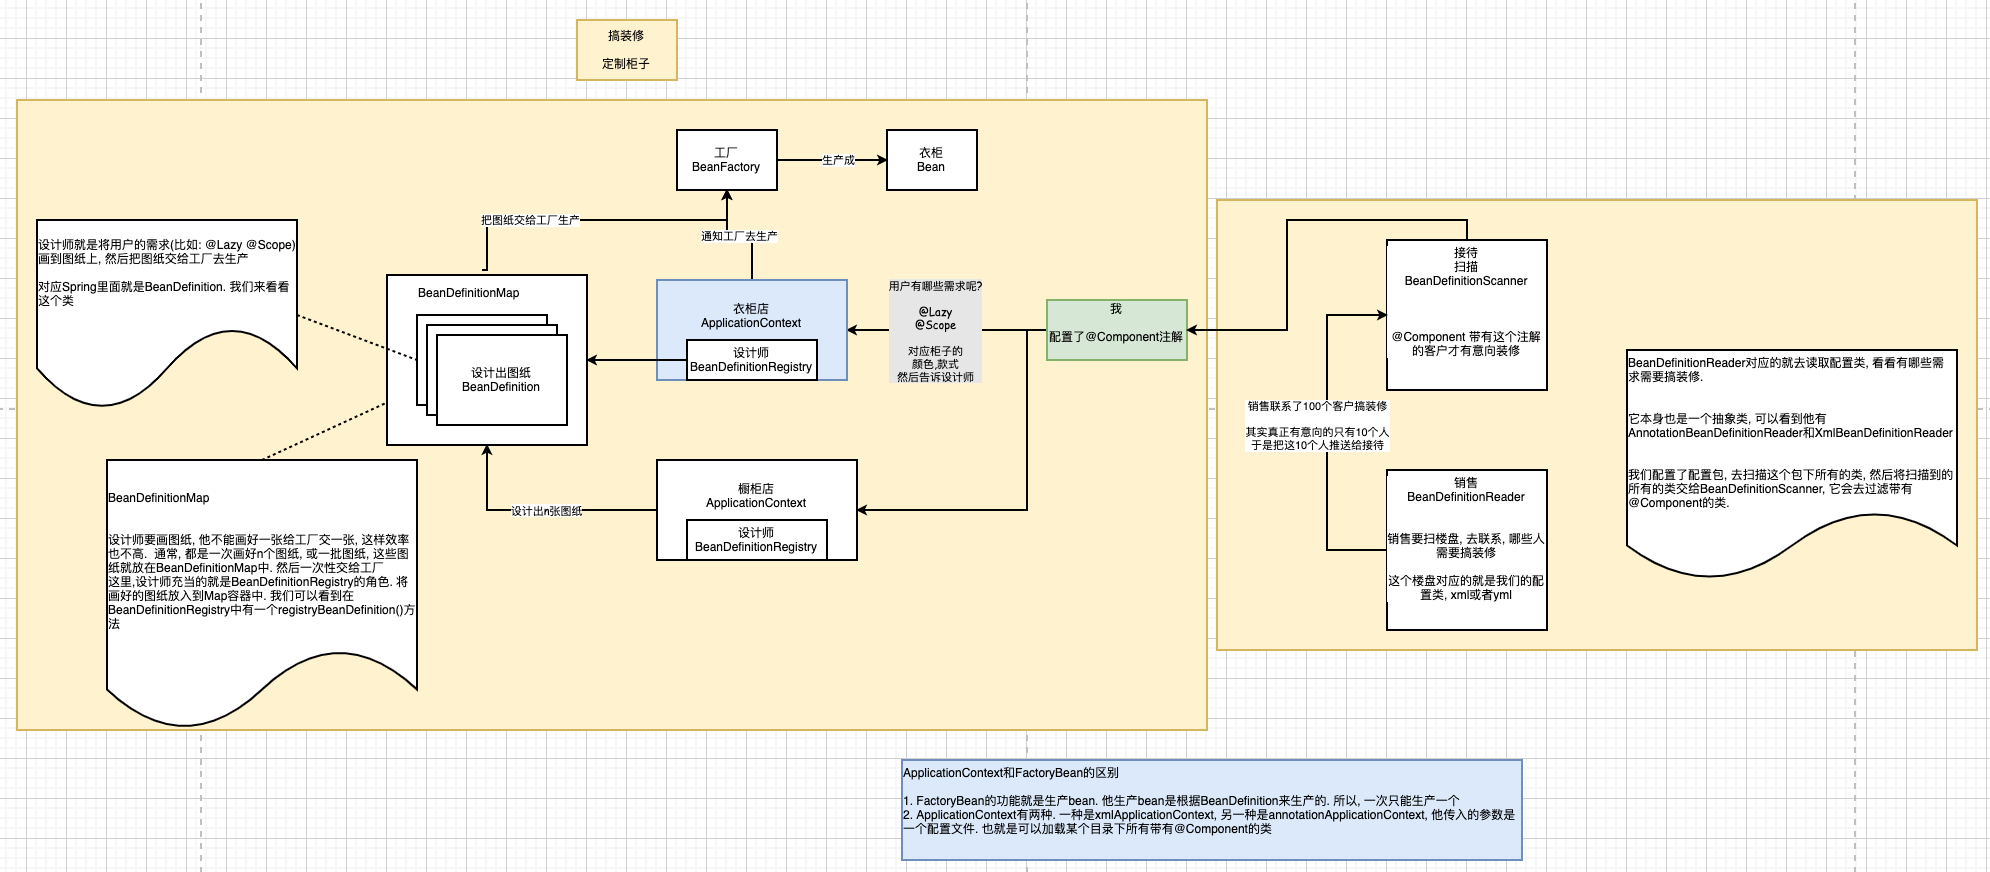 搞装修
定制柜子
工厂
BeanFactory
生产成
衣柜
Bean
把图纸交给工厂生产
通知工厂去生产
设计师就是将用户的需求(比如: @Lazy @Scope)
画到图纸上, 然后把图纸交给工厂去生产
对应Spring里面就是BeanDefinition. 我们来看看
这个类
BeanDefinitionMap
设计出图纸
BeanDefinition
衣柜店
ApplicationContext
设计师
BeanDefinitionRegistry
用户有哪些需求呢?
@Lazy
@Scope
对应柜子的
颜色,款式
然后告诉设计师
我
配置了@Component注解
BeanDefinitionMap
设计师要画图纸, 他不能画好一张给工厂交一张, 这样效率
也不高. 通常, 都是一次画好n个图纸, 或一批图纸, 这些图
纸就放在BeanDefinitionMap中. 然后一次性交给工厂
这里,设计师充当的就是BeanDefinitionRegistry的角色. 将
画好的图纸放入到Map容器中. 我们可以看到在
BeanDefinitionRegistry中有一个registryBeanDefinition()方
法
设计出n张图纸
橱柜店
ApplicationContext
设计师
BeanDefinitionRegistry
接待
扫描
BeanDefinitionScanner
@Component 带有这个注解
的客户才有意向装修
销售联系了100个客户搞装修
其实真正有意向的只有10个人
于是把这10个人推送给接待
销售
BeanDefinitionReader
销售要扫楼盘, 去联系, 哪些人
需要搞装修
这个楼盘对应的就是我们的配
置类, xml或者yml
BeanDefinitionReader对应的就去读取配置类, 看看有哪些需
求需要搞装修.
它本身也是一个抽象类, 可以看到他有
AnnotationBeanDefinitionReader和XmlBeanDefinitionReader
我们配置了配置包, 去扫描这个包下所有的类, 然后将扫描到的
所有的类交给BeanDefinitionScanner, 它会去过滤带有
@Component的类.
ApplicationContext和FactoryBean的区别
1. FactoryBean的功能就是生产bean. 他生产bean是根据BeanDefinition来生产的. 所以, 一次只能生产一个
2. ApplicationContext有两种. 一种是xmlApplicationContext, 另一种是annotationApplicationContext, 他传入的参数是
一个配置文件. 也就是可以加载某个目录下所有带有@Component的类